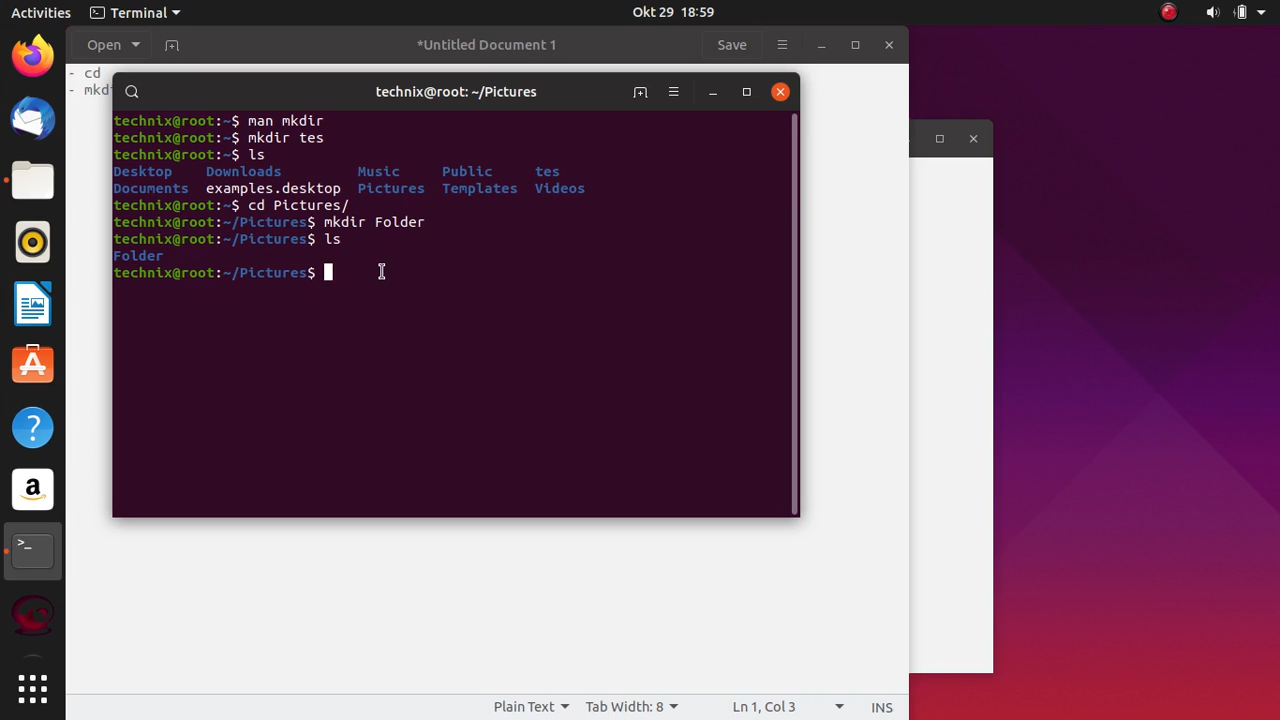 Activities Terminal Okt 29 18:59
Open *Untitled Document 1 Save
- cd
- mkdi
technix@root: ~/Pictures
technix@root:~$ man mkdir
technix@root:~$ mkdir tes
technix@root:~$ ls
Desktop Downloads Music Public tes
Documents examples.desktop Pictures Templates Videos
technix@root:~$ cd Pictures/
technix@root:~/Pictures$ mkdir Folder
technix@root:~/Pictures$ ls
Folder
technix@root:~/Pictures$
Plain Text Tab Width: 8 Ln 1, Col 3 INS